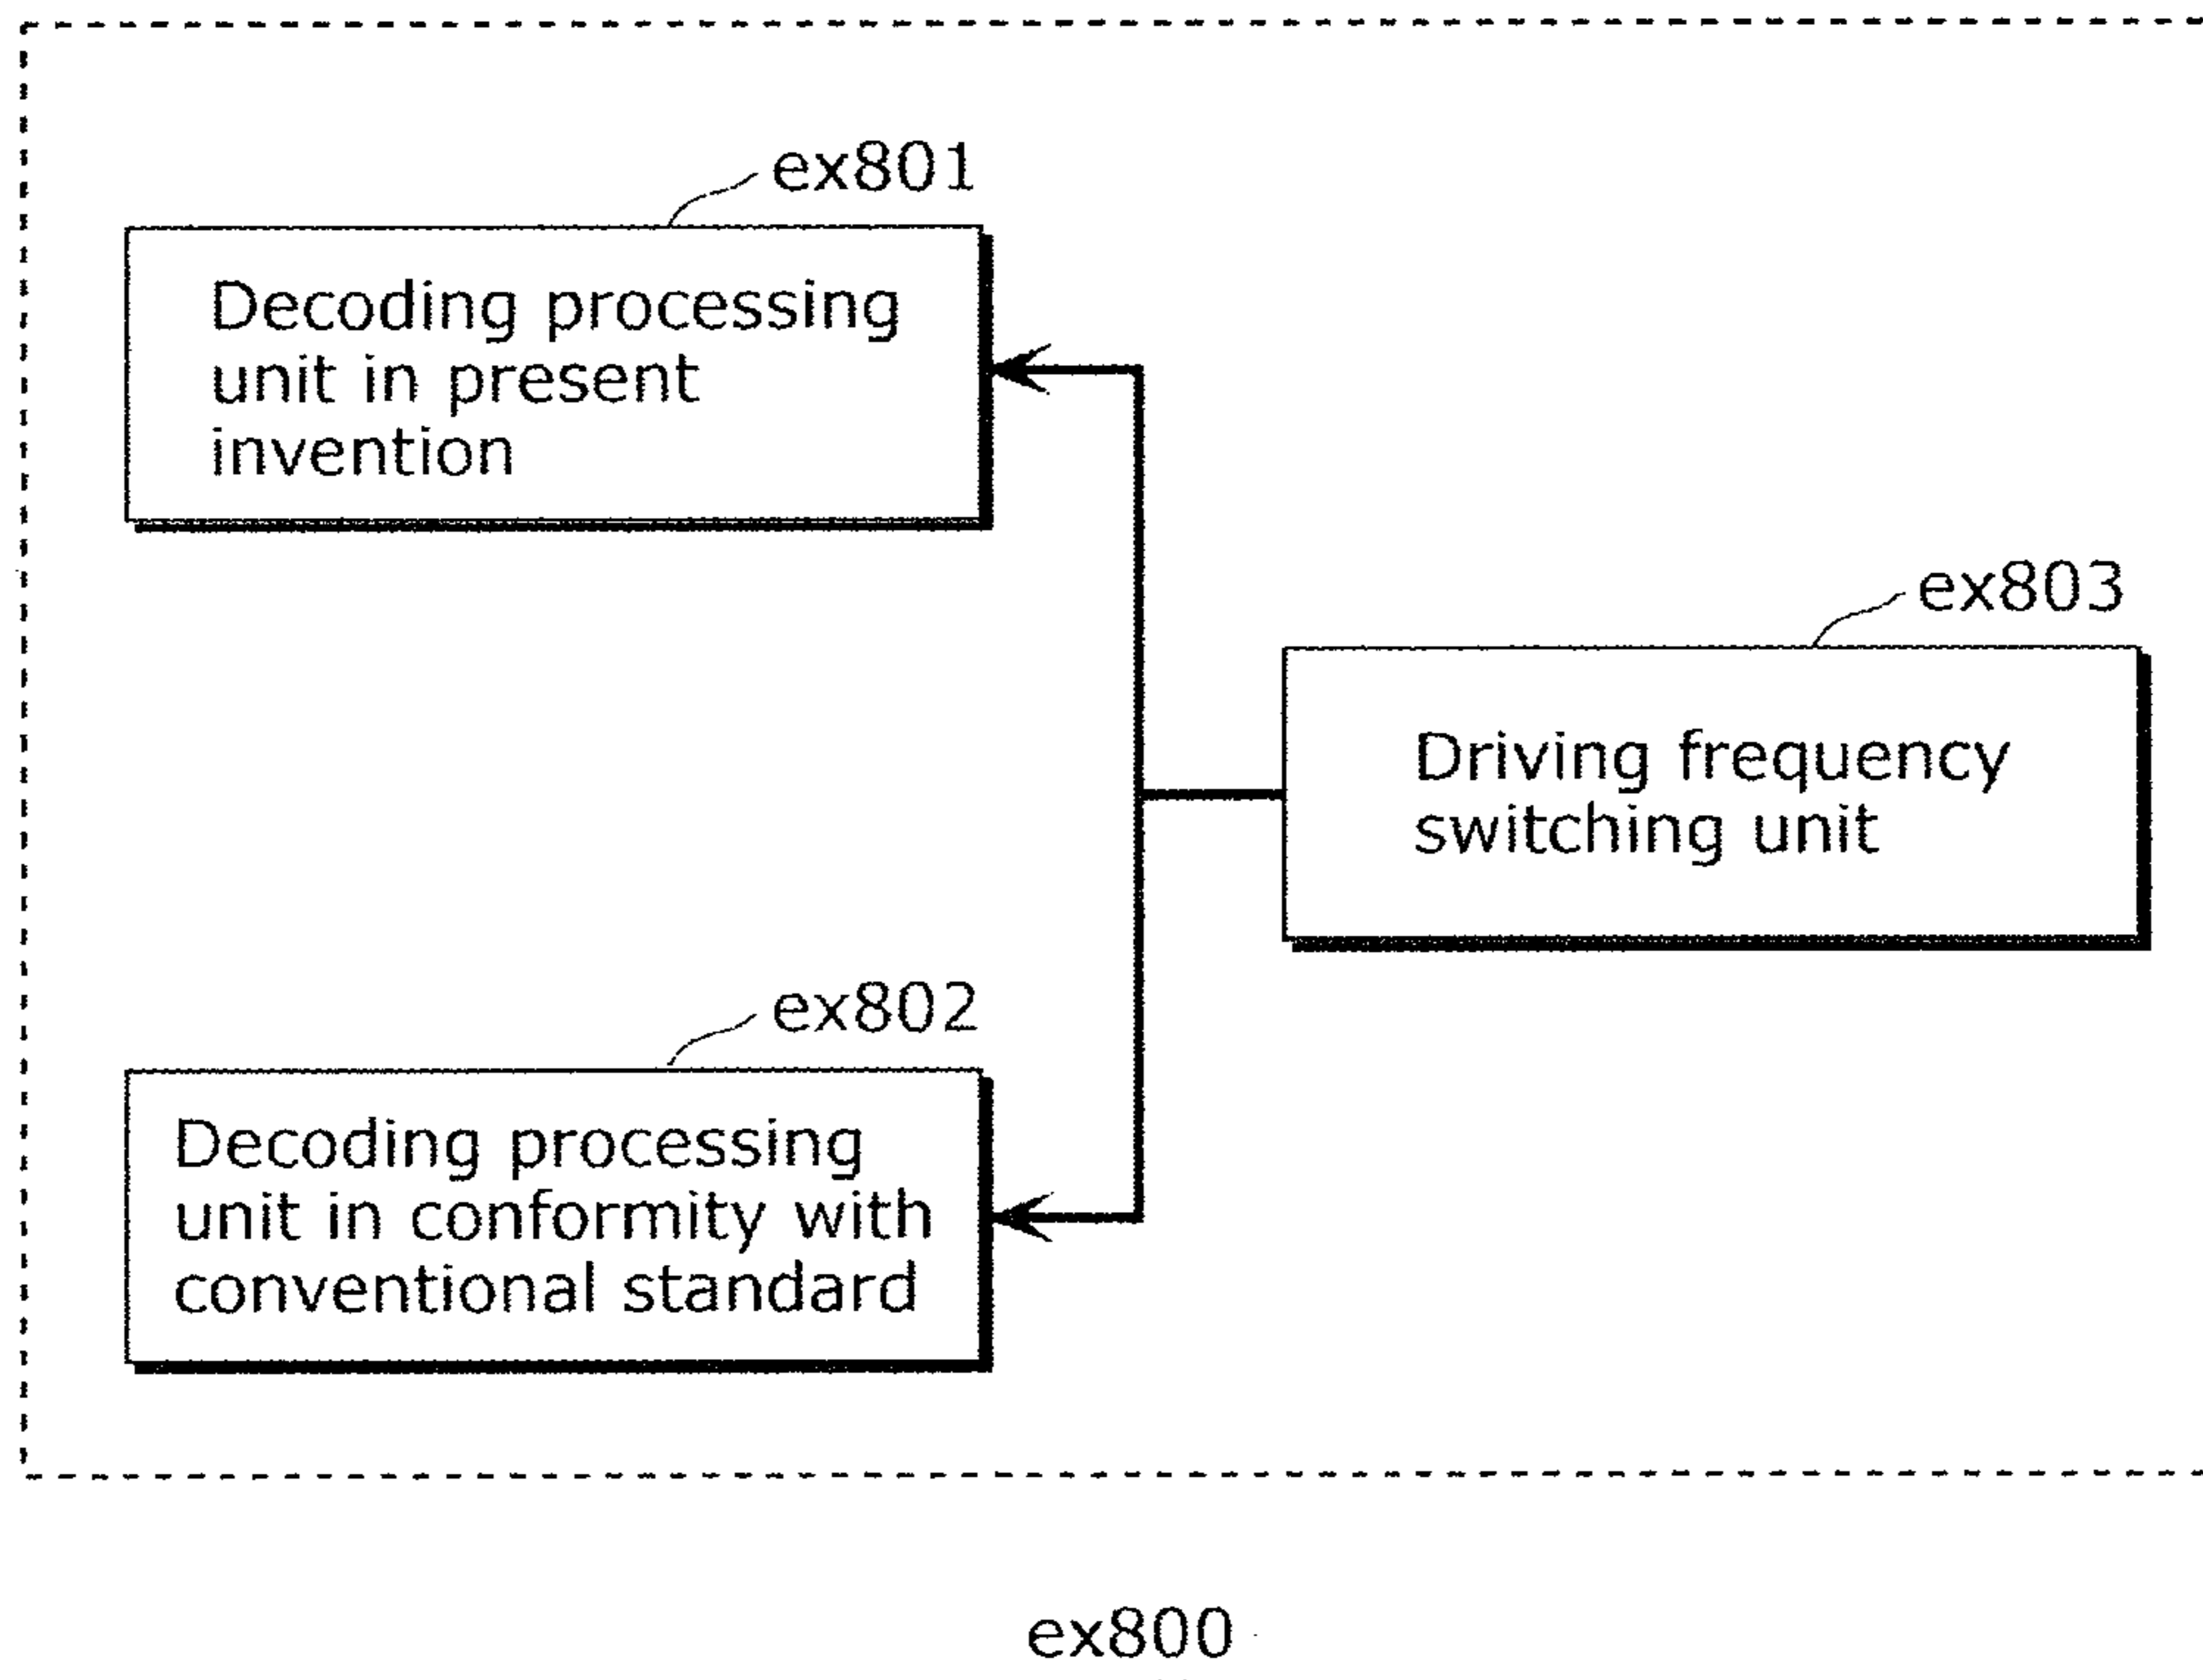 ex801
Decoding processing
unit in present
invention
ex803
Driving frequency
switching unit
ex802
Decoding processing
unit in conformity with
conventional standard
ex800